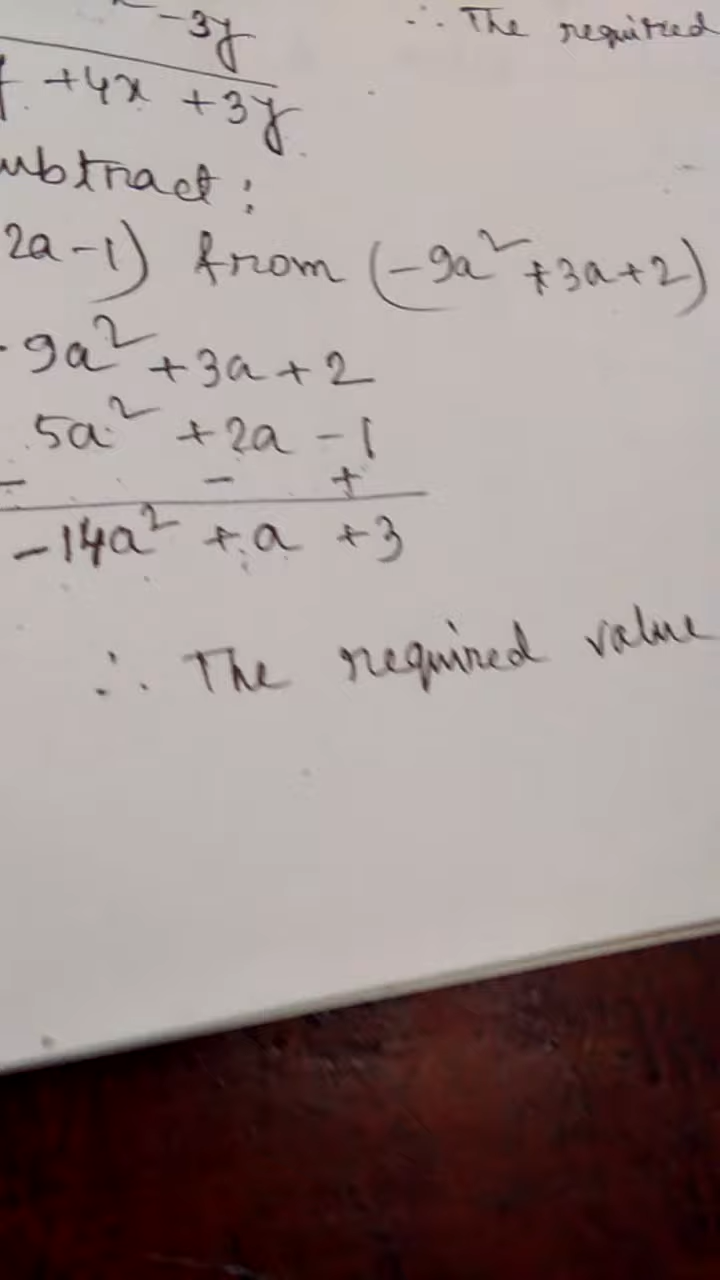 -3y
∴ The required
+4x +3y
ubtract:
2a-1) from (-9a² +3a+2)
-9a² +3a+2
5a² +2a -1
- - +
-14a² +a +3
∴ The required value